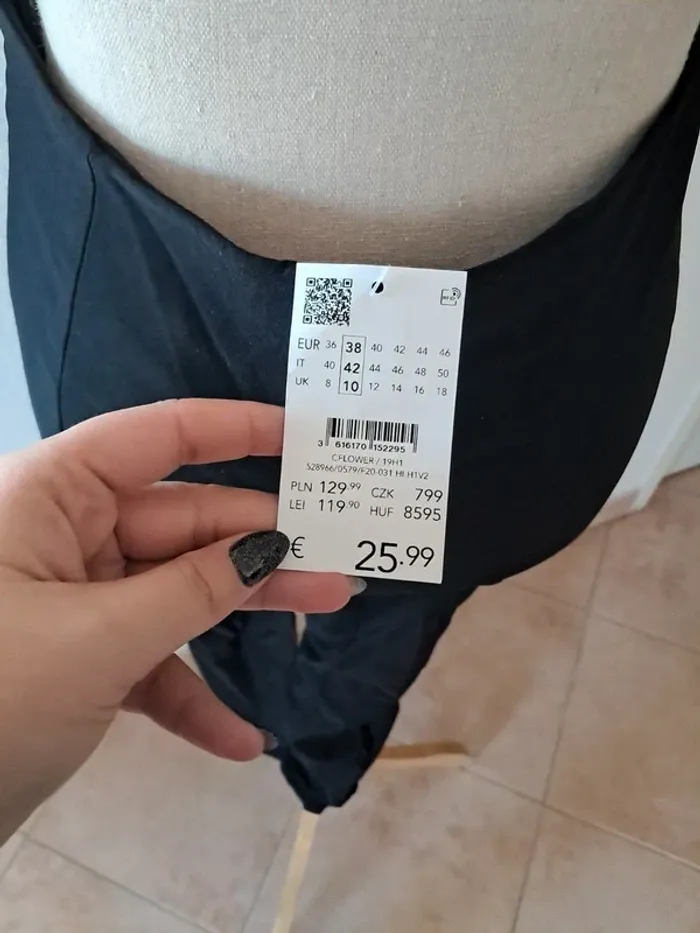 EUR 36 38 40 42 44 46
IT 40 42 44 46 48 50
UK 8 10 12 14 16 18
3 616170 152295
CFLOWER / 19H1
S28966/0579/F20-031 HI H1V2
PLN 129.99 CZK 799
LEI 119.90 HUF 8595
€ 25.99